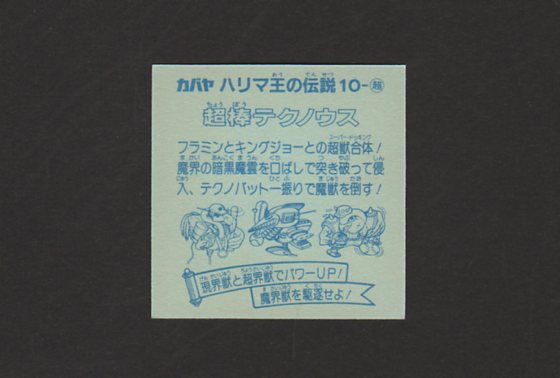 カバヤ ハリマ王の伝説 10-超
超棒テクノウス
フラミンとキングジョーとの超獣合体!
魔界の暗黒魔雲を口ばしで突き破って侵
入、テクノバット一振りで魔獣を倒す!
現界獣と超界獣でパワーUP!
魔界獣を駆逐せよ!